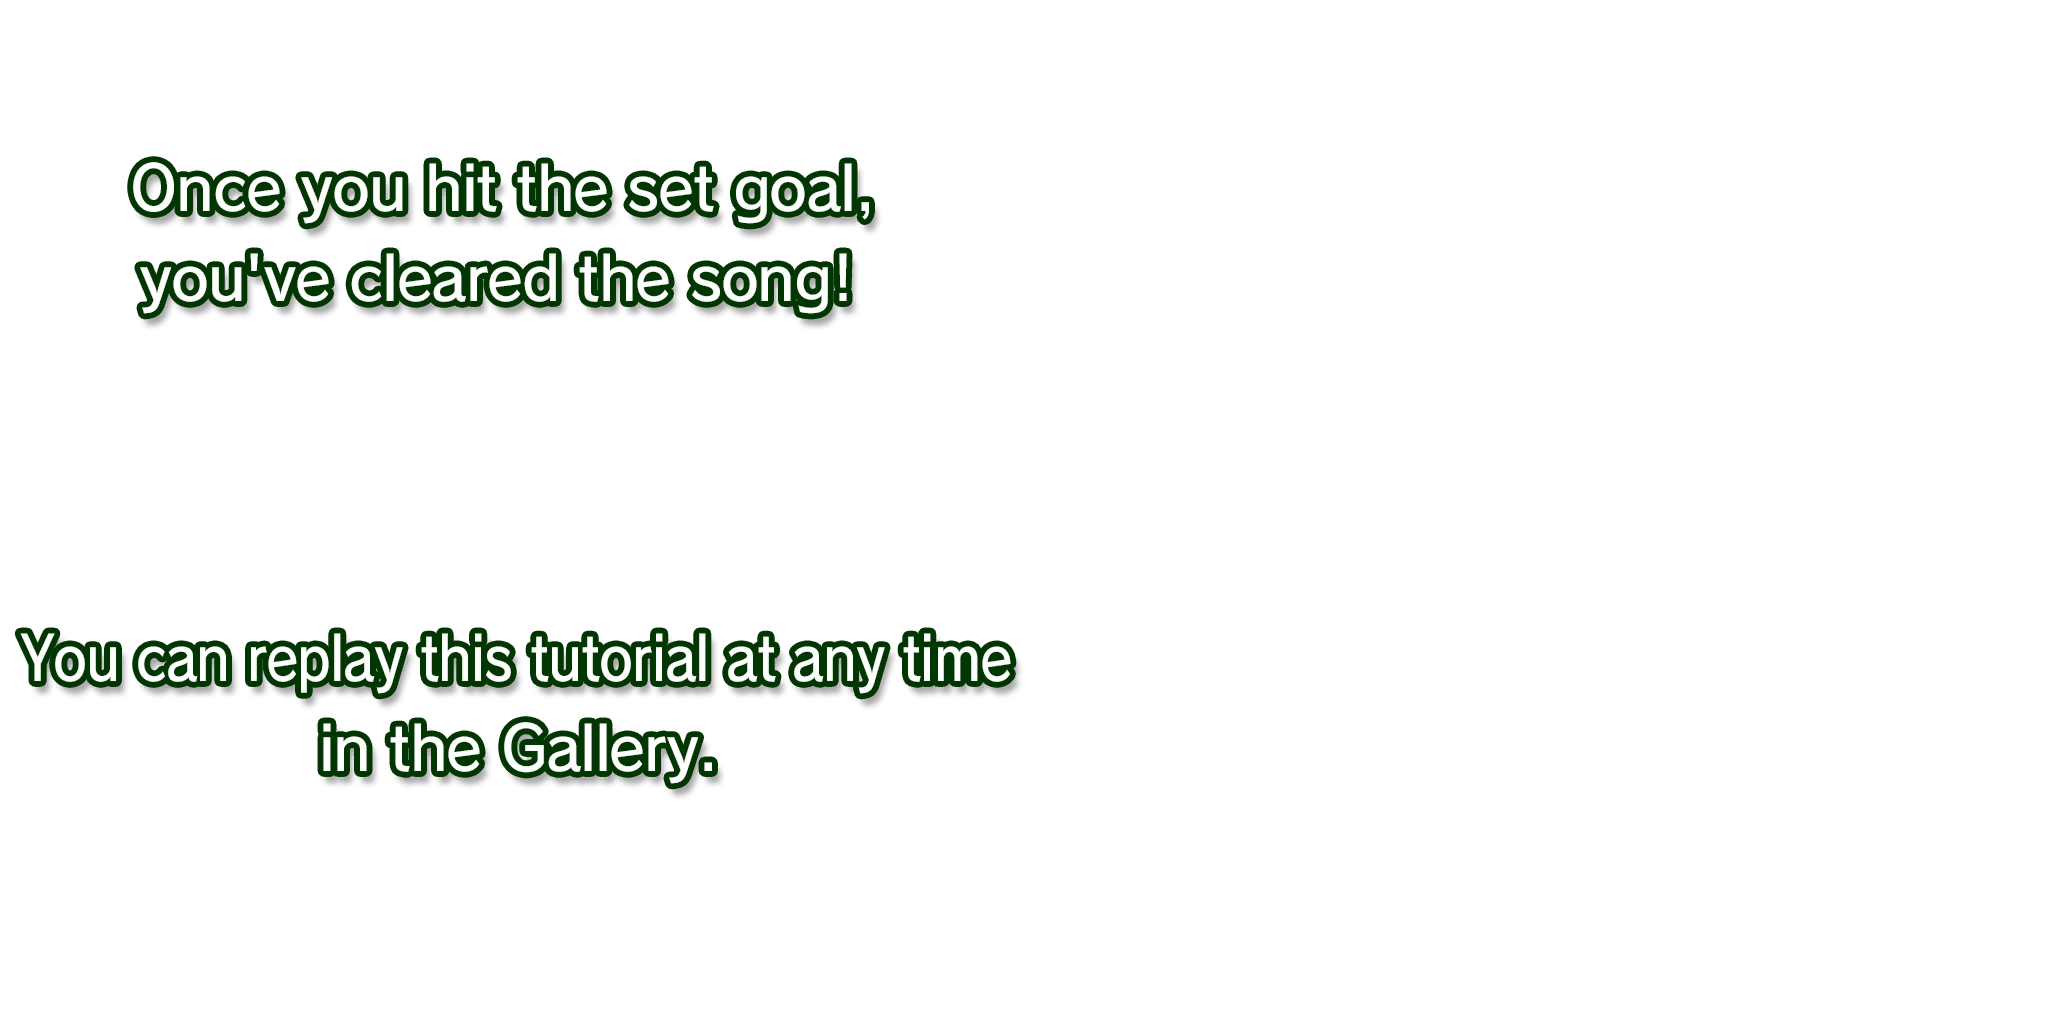 Once you hit the set goal,
you've cleared the song!
You can replay this tutorial at any time
in the Gallery.